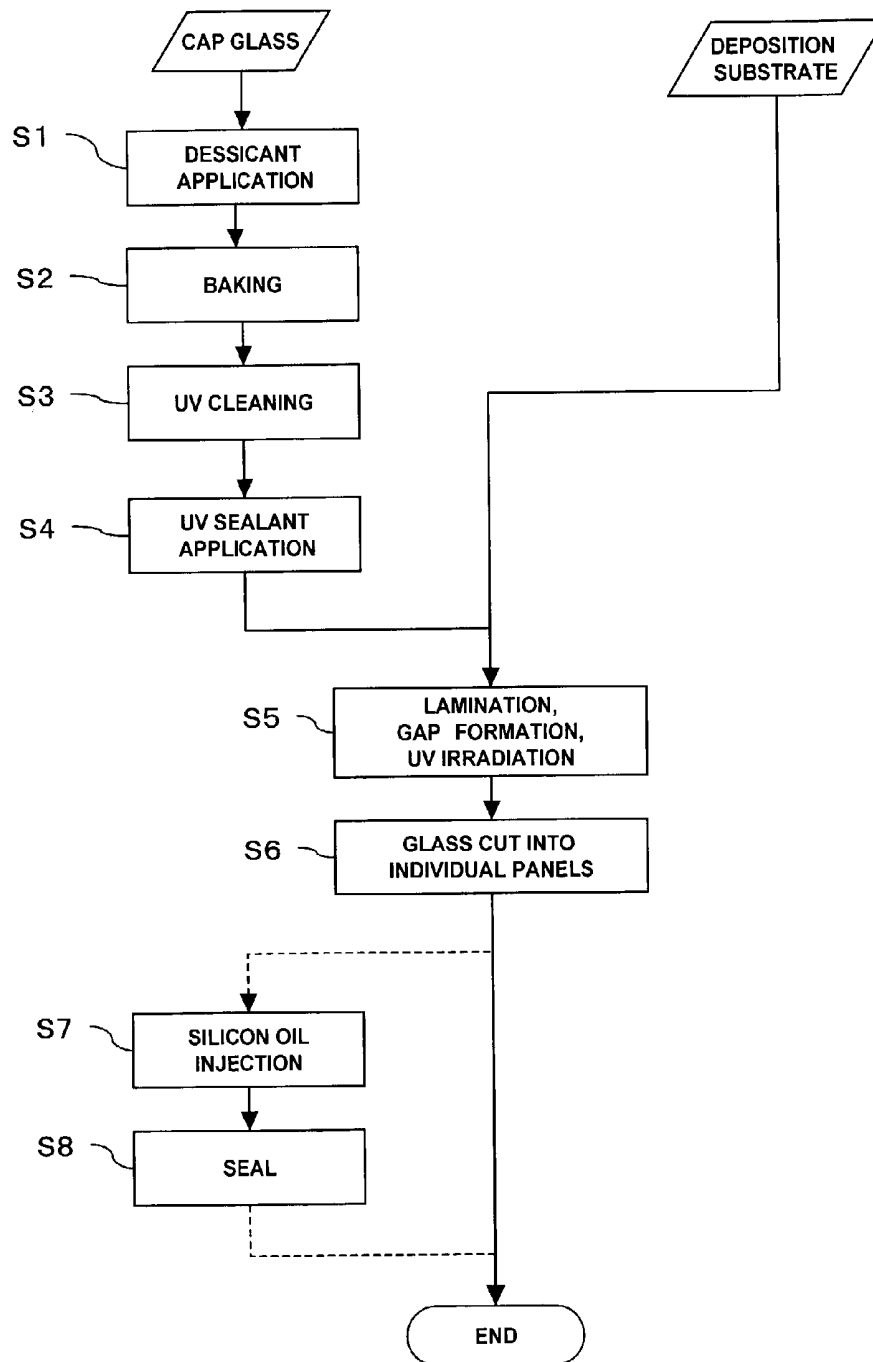 CAP GLASS
DEPOSITION
SUBSTRATE
S1
DESSICANT
APPLICATION
S2
BAKING
S3
UV CLEANING
S4
UV SEALANT
APPLICATION
S5
LAMINATION,
GAP FORMATION,
UV IRRADIATION
S6
GLASS CUT INTO
INDIVIDUAL PANELS
S7
SILICON OIL
INJECTION
S8
SEAL
END